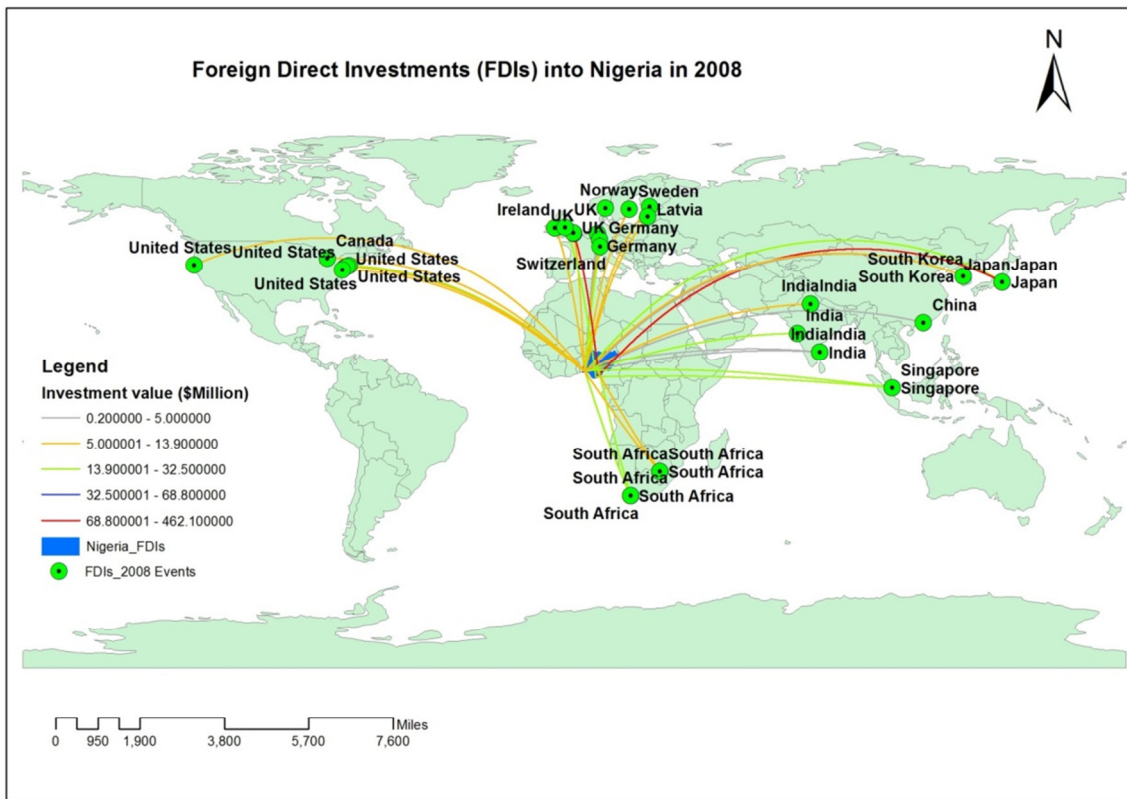 N
Foreign Direct Investments (FDIs) into Nigeria in 2008
Norway Sweden
Ireland UK UK Latvia
UK Germany
Germany
Switzerland
United States United States Canada
United States
United States United States
South Korea Japan Japan
South Korea Japan
India India
India
China
India India
India
Singapore
Singapore
South Africa South Africa
South Africa
South Africa South Africa
South Africa
Legend
Investment value ($Million)
0.200000 - 5.000000
5.000001 - 13.900000
13.900001 - 32.500000
32.500001 - 68.800000
68.800001 - 462.100000
Nigeria_FDIs
FDIs_2008 Events
Miles
0 950 1,900 3,800 5,700 7,600